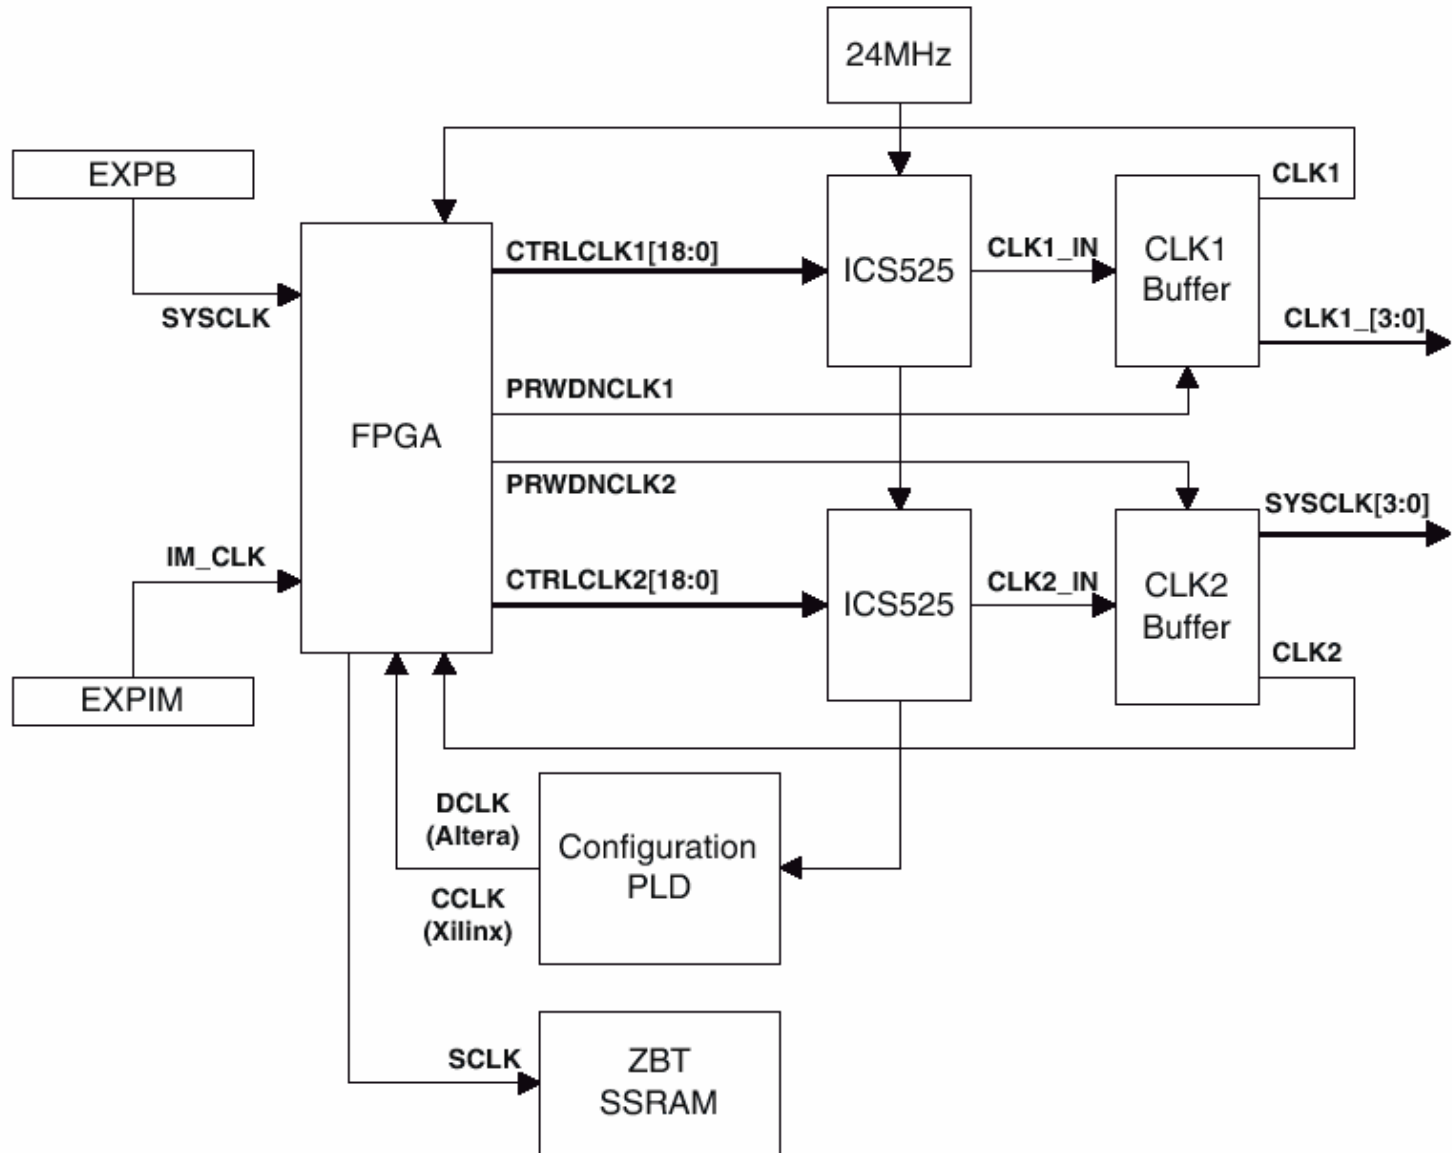 24MHz
EXPB
CLK1
CTRLCLK1[18:0]
ICS525
CLK1_IN
CLK1
Buffer
SYSCLK
CLK1_[3:0]
PRWDNCLK1
FPGA
PRWDNCLK2
SYSCLK[3:0]
IM_CLK
CTRLCLK2[18:0]
ICS525
CLK2_IN
CLK2
Buffer
CLK2
EXPIM
DCLK
(Altera)
Configuration
PLD
CCLK
(Xilinx)
SCLK
ZBT
SSRAM